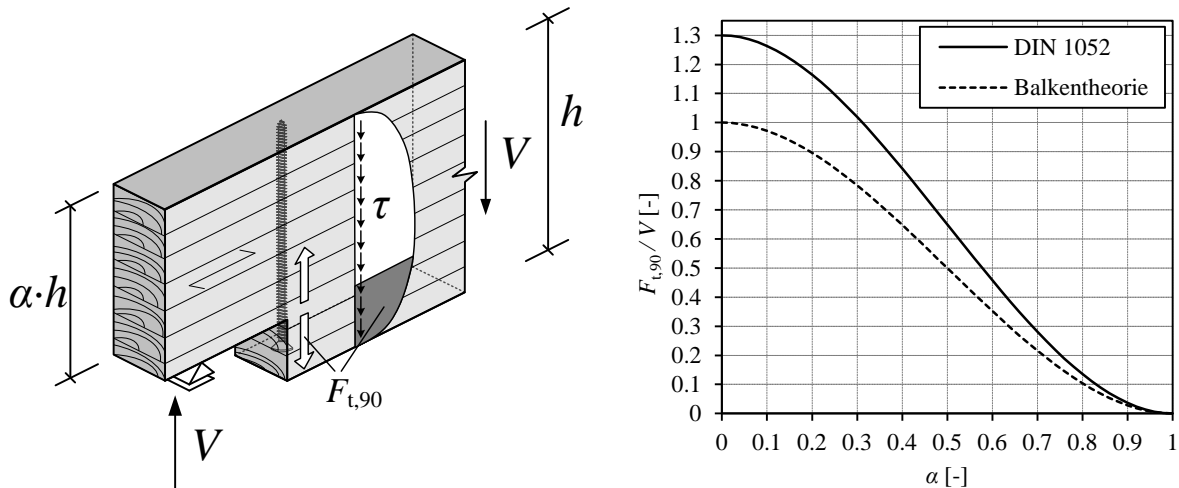 h
V
τ
α·h
F_t,90
V
DIN 1052
Balkentheorie
1.3
1.2
1.1
1
0.9
0.8
0.7
0.6
0.5
0.4
0.3
0.2
0.1
0
F_t,90 / V [-]
0 0.1 0.2 0.3 0.4 0.5 0.6 0.7 0.8 0.9 1
α [-]